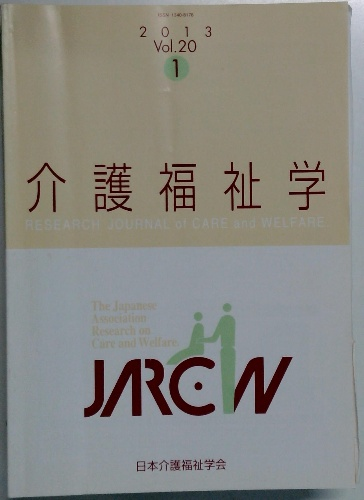 2013
Vol.20
1
介護福祉学
RESEARCH JOURNAL of CARE and WELFARE
The Japanese
Association
Research on
Care and Welfare.
JARCW
日本介護福祉学会